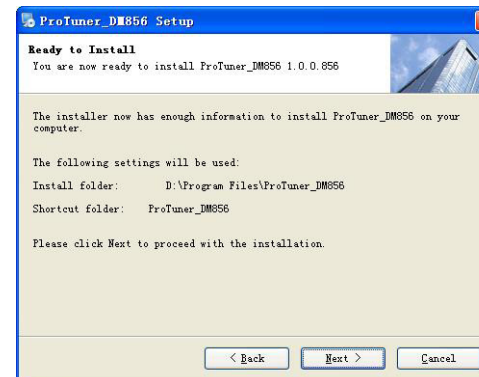 ProTuner_DM856 Setup
Ready to Install
You are now ready to install ProTuner_DM856 1.0.0.856
The installer now has enough information to install ProTuner_DM856 on your
computer.
The following settings will be used:
Install folder: D:\Program Files\ProTuner_DM856
Shortcut folder: ProTuner_DM856
Please click Next to proceed with the installation.
< Back Next > Cancel